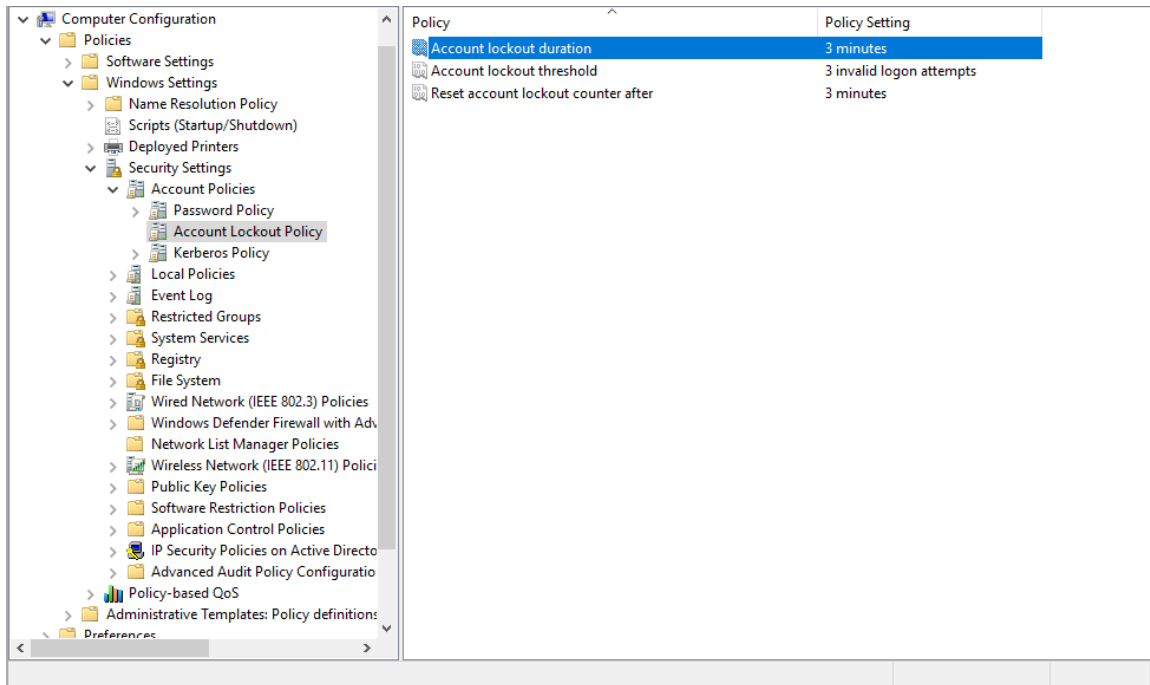 Computer Configuration
Policies
Software Settings
Windows Settings
Name Resolution Policy
Scripts (Startup/Shutdown)
Deployed Printers
Security Settings
Account Policies
Password Policy
Account Lockout Policy
Kerberos Policy
Local Policies
Event Log
Restricted Groups
System Services
Registry
File System
Wired Network (IEEE 802.3) Policies
Windows Defender Firewall with Adv
Network List Manager Policies
Wireless Network (IEEE 802.11) Polici
Public Key Policies
Software Restriction Policies
Application Control Policies
IP Security Policies on Active Directo
Advanced Audit Policy Configuratio
Policy-based QoS
Administrative Templates: Policy definitions
Preferences
Policy Policy Setting
Account lockout duration 3 minutes
Account lockout threshold 3 invalid logon attempts
Reset account lockout counter after 3 minutes